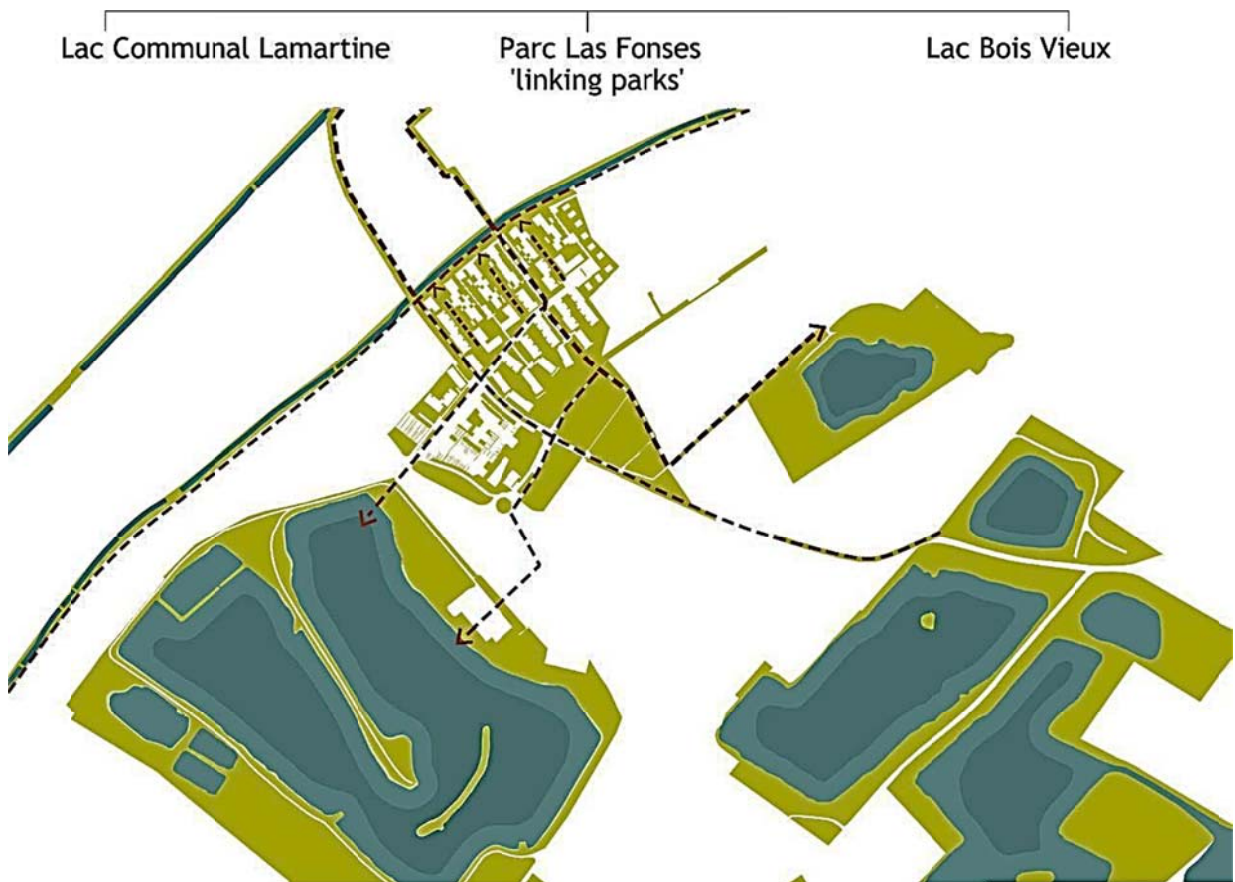 Lac Communal Lamartine
Parc Las Fonses
'linking parks'
Lac Bois Vieux